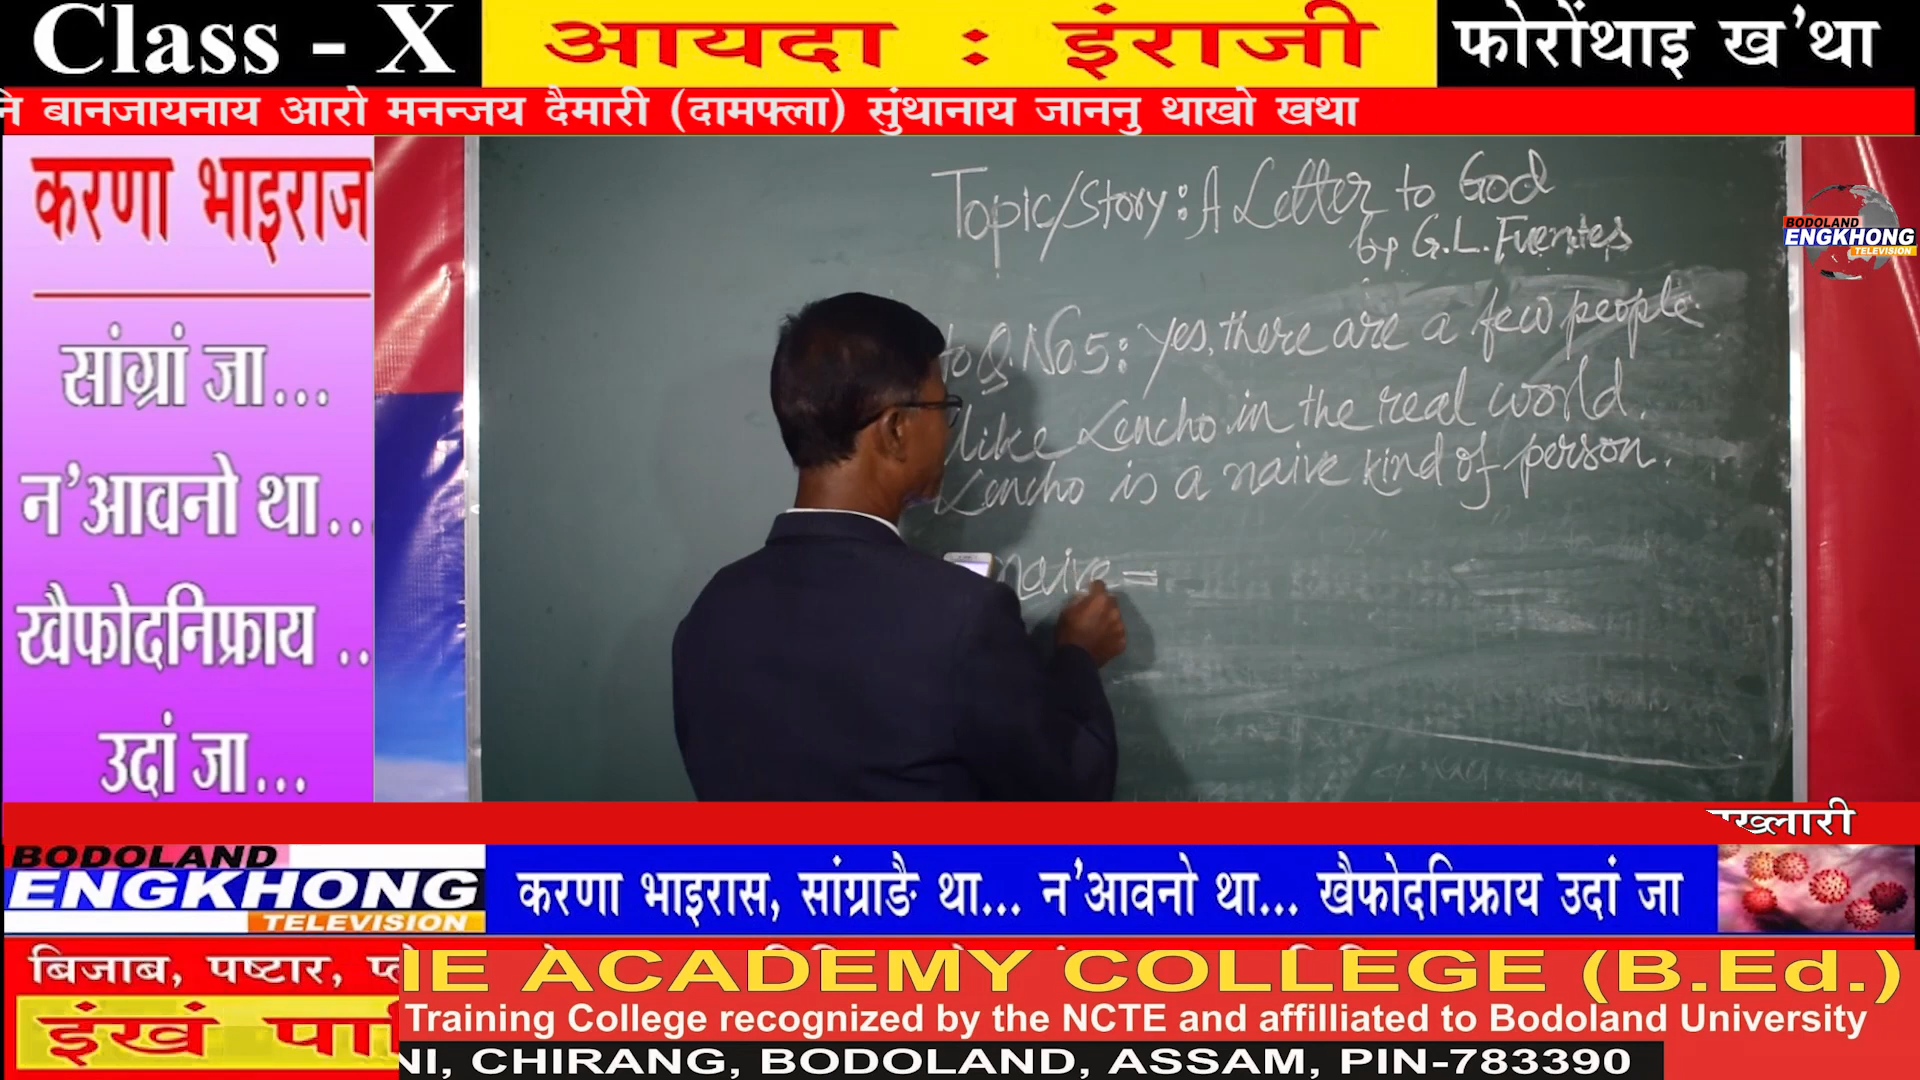 Class - X
आयदा : इंराजी
फोरोंथाइ ख'था
नि बानजायनाय आरो मनन्जय दैमारी (दामफ्ला) सुंथानाय जाननु थाखो खथा
करणा भाइराज
सांग्रां जा...
न'आवनो था...
खैफोदनिफ्राय ..
उदां जा...
Topic/Story: A Letter to God
by G.L. Fuentes
to Q.No.5: Yes, there are a few people
like Lencho in the real world.
Lencho is a naive kind of person.
naive =
BODOLAND
ENGKHONG
TELEVISION
ख्लारी
BODOLAND
ENGKHONG
TELEVISION
करणा भाइरास, सांग्राङै था... न'आवनो था... खैफोदनिफ्राय उदां जा
बिजाब, पष्टार,
इंखं
IE ACADEMY COLLEGE (B.Ed.)
Training College recognized by the NCTE and affilliated to Bodoland University
NI, CHIRANG, BODOLAND, ASSAM, PIN-783390